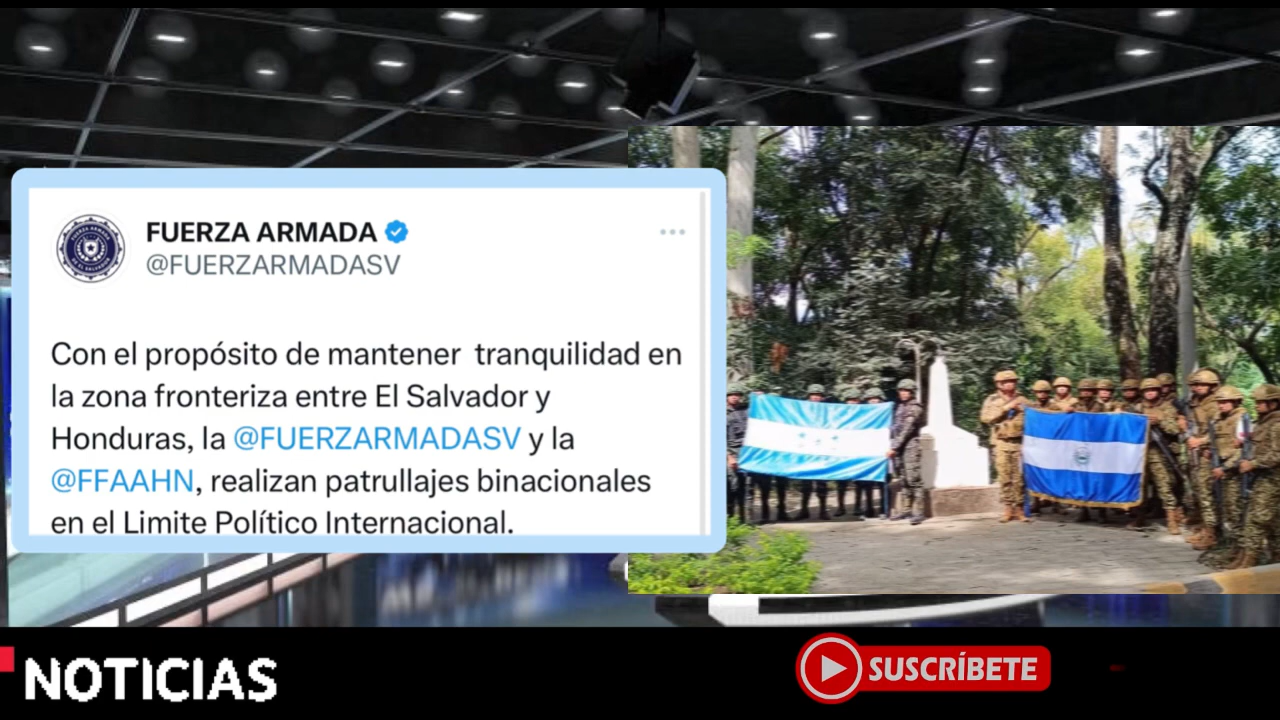 FUERZA ARMADA
@FUERZARMADASV
Con el propósito de mantener tranquilidad en
la zona fronteriza entre El Salvador y
Honduras, la @FUERZARMADASV y la
@FFAAHN, realizan patrullajes binacionales
en el Limite Político Internacional.
NOTICIAS
SUSCRÍBETE